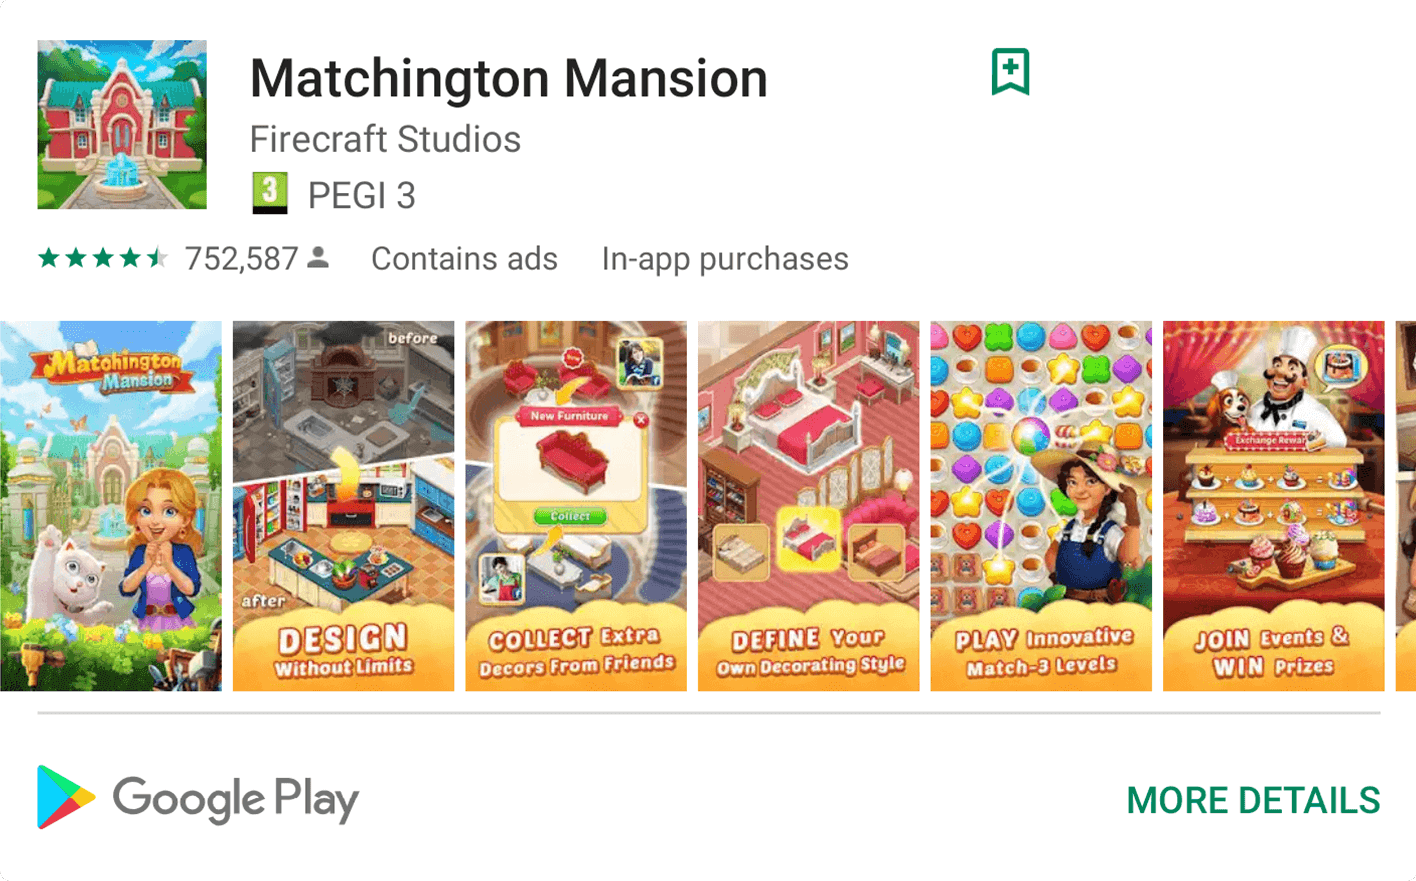 Matchington Mansion
Firecraft Studios
3 PEGI 3
752,587 Contains ads In-app purchases
Matchington
Mansion
before
after
DESIGN
Without Limits
New
New Furniture
Collect
COLLECT Extra
Decors From Friends
DEFINE Your
Own Decorating Style
PLAY Innovative
Match-3 Levels
Exchange Rewar
JOIN Events &
WIN Prizes
Google Play
MORE DETAILS